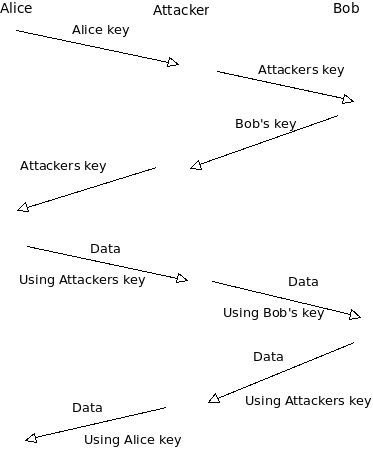 Alice Attacker Bob
Alice key
Attackers key
Bob's key
Attackers key
Data
Using Attackers key
Data
Using Bob's key
Data
Using Attackers key
Data
Using Alice key